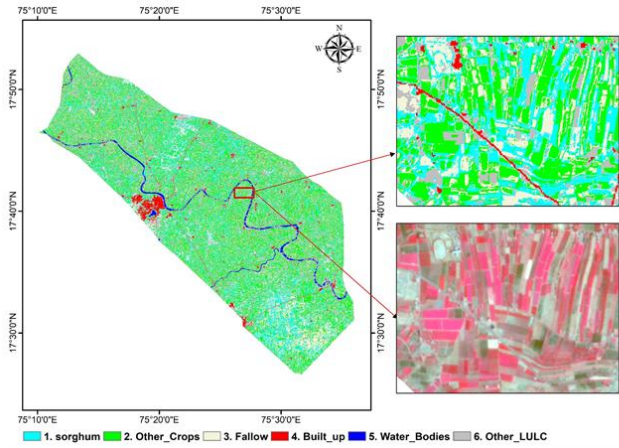 75°10'0"E 75°20'0"E 75°30'0"E
N
W E
S
17°50'0"N 17°50'0"N
17°40'0"N 17°40'0"N
17°30'0"N 17°30'0"N
75°10'0"E 75°20'0"E 75°30'0"E
1. sorghum 2. Other_Crops 3. Fallow 4. Built_up 5. Water_Bodies 6. Other_LULC